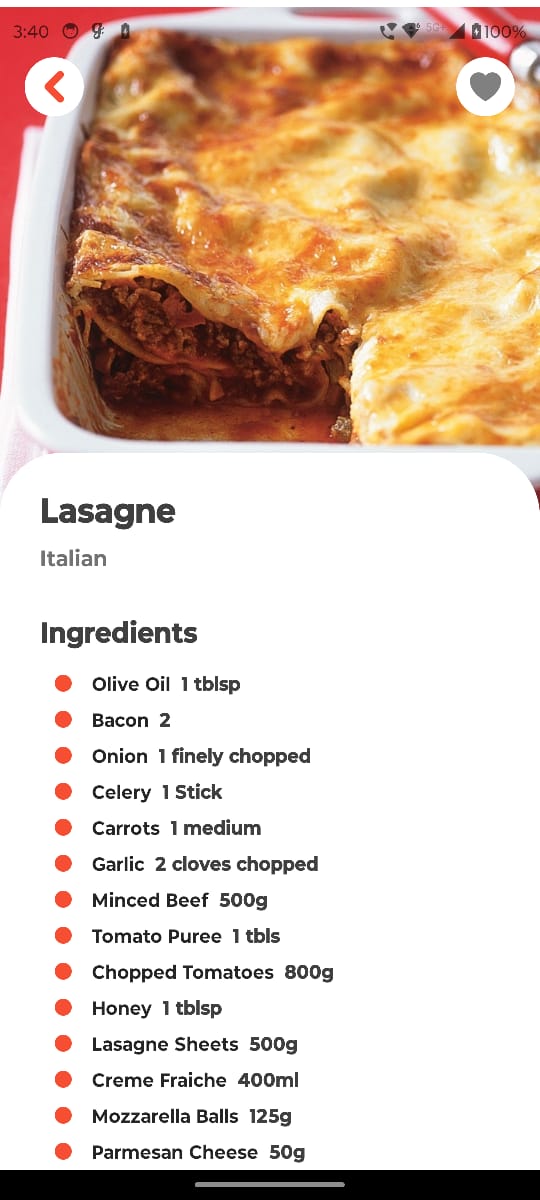 3:40
5G+
100%
Lasagne
Italian
Ingredients
Olive Oil 1 tblsp
Bacon 2
Onion 1 finely chopped
Celery 1 Stick
Carrots 1 medium
Garlic 2 cloves chopped
Minced Beef 500g
Tomato Puree 1 tbls
Chopped Tomatoes 800g
Honey 1 tblsp
Lasagne Sheets 500g
Creme Fraiche 400ml
Mozzarella Balls 125g
Parmesan Cheese 50g